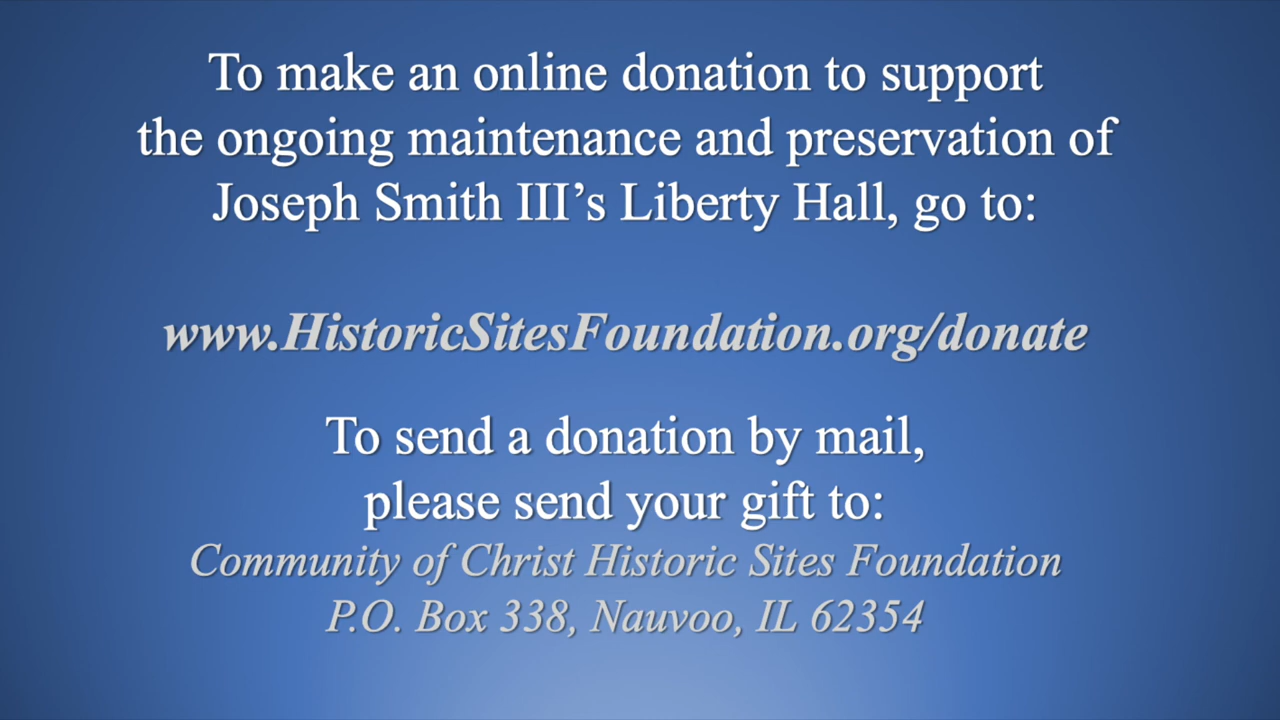 To make an online donation to support
the ongoing maintenance and preservation of
Joseph Smith III’s Liberty Hall, go to:
www.HistoricSitesFoundation.org/donate
To send a donation by mail,
please send your gift to:
Community of Christ Historic Sites Foundation
P.O. Box 338, Nauvoo, IL 62354